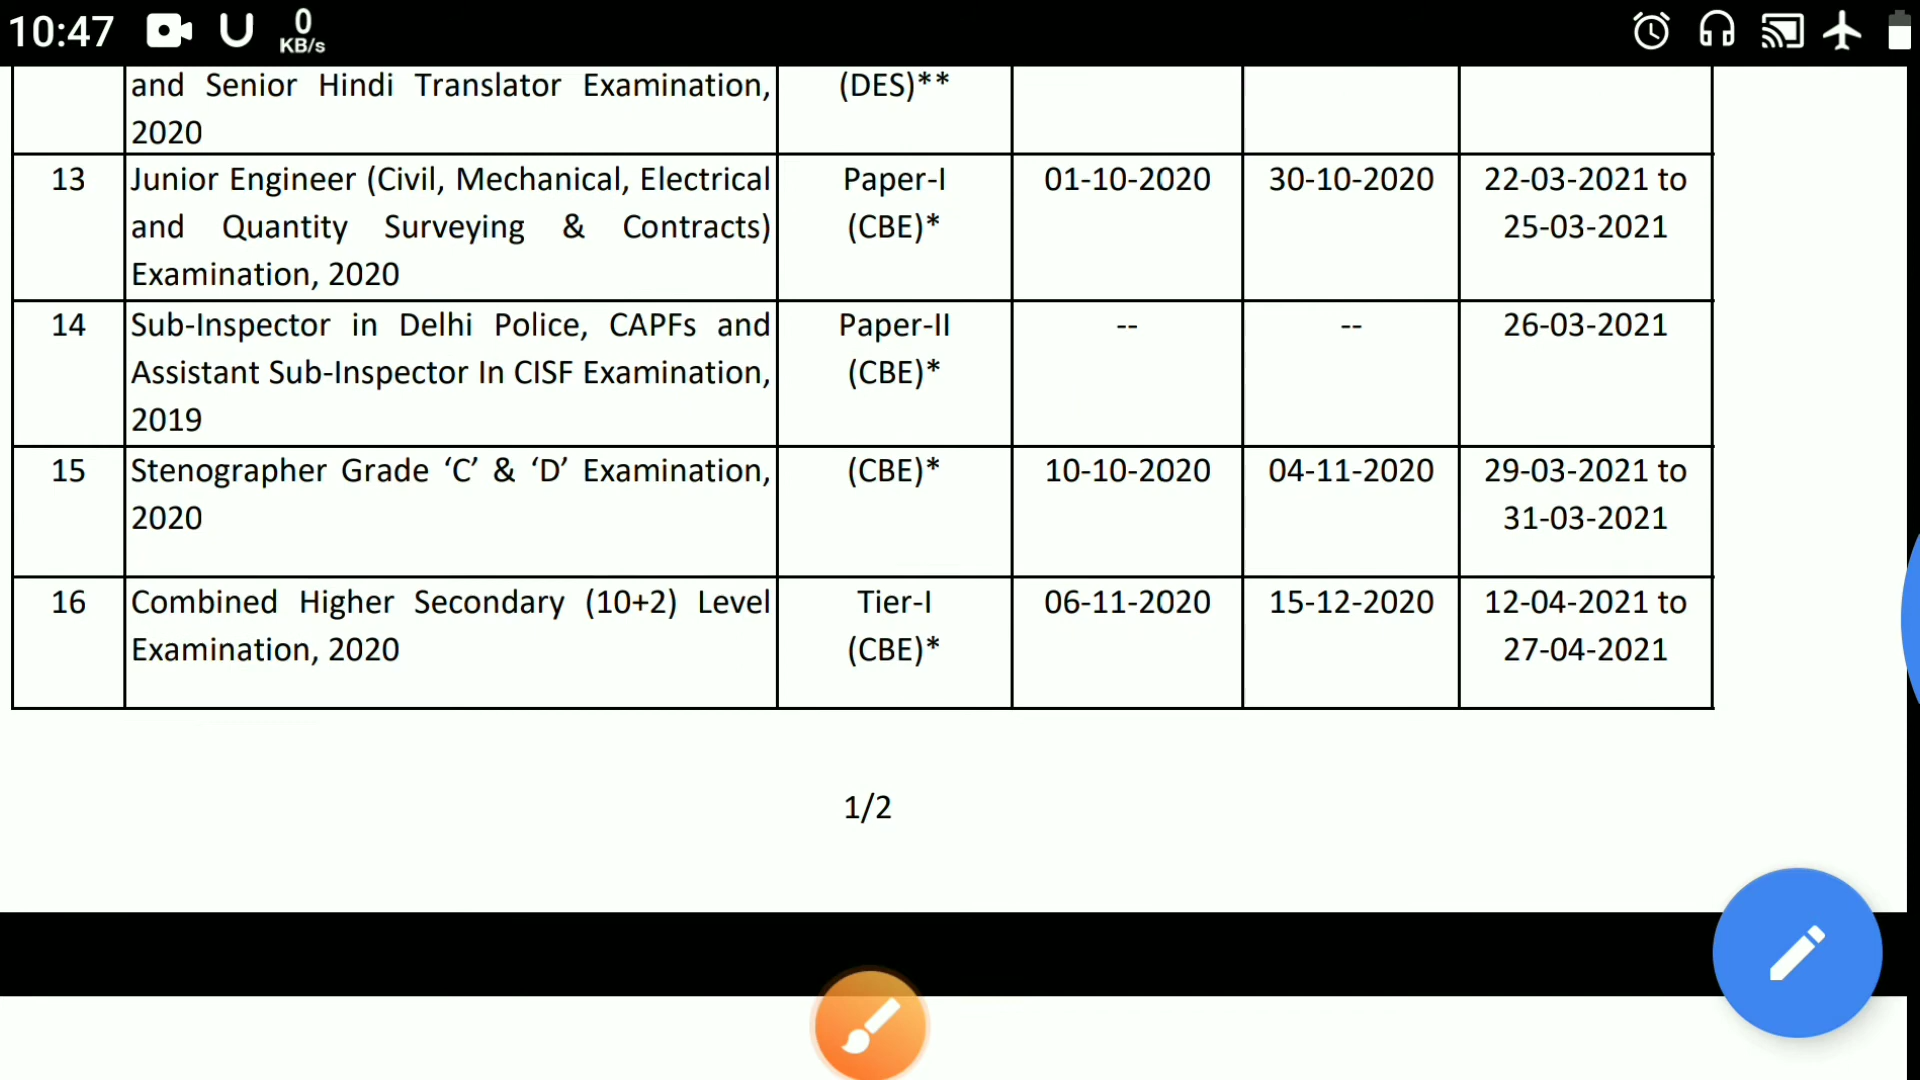 10:47 0 KB/s
and Senior Hindi Translator Examination, (DES)**
2020
13 Junior Engineer (Civil, Mechanical, Electrical Paper-I 01-10-2020 30-10-2020 22-03-2021 to
and Quantity Surveying & Contracts) (CBE)* 25-03-2021
Examination, 2020
14 Sub-Inspector in Delhi Police, CAPFs and Paper-II -- -- 26-03-2021
Assistant Sub-Inspector In CISF Examination, (CBE)*
2019
15 Stenographer Grade ‘C’ & ‘D’ Examination, (CBE)* 10-10-2020 04-11-2020 29-03-2021 to
2020 31-03-2021
16 Combined Higher Secondary (10+2) Level Tier-I 06-11-2020 15-12-2020 12-04-2021 to
Examination, 2020 (CBE)* 27-04-2021
1/2